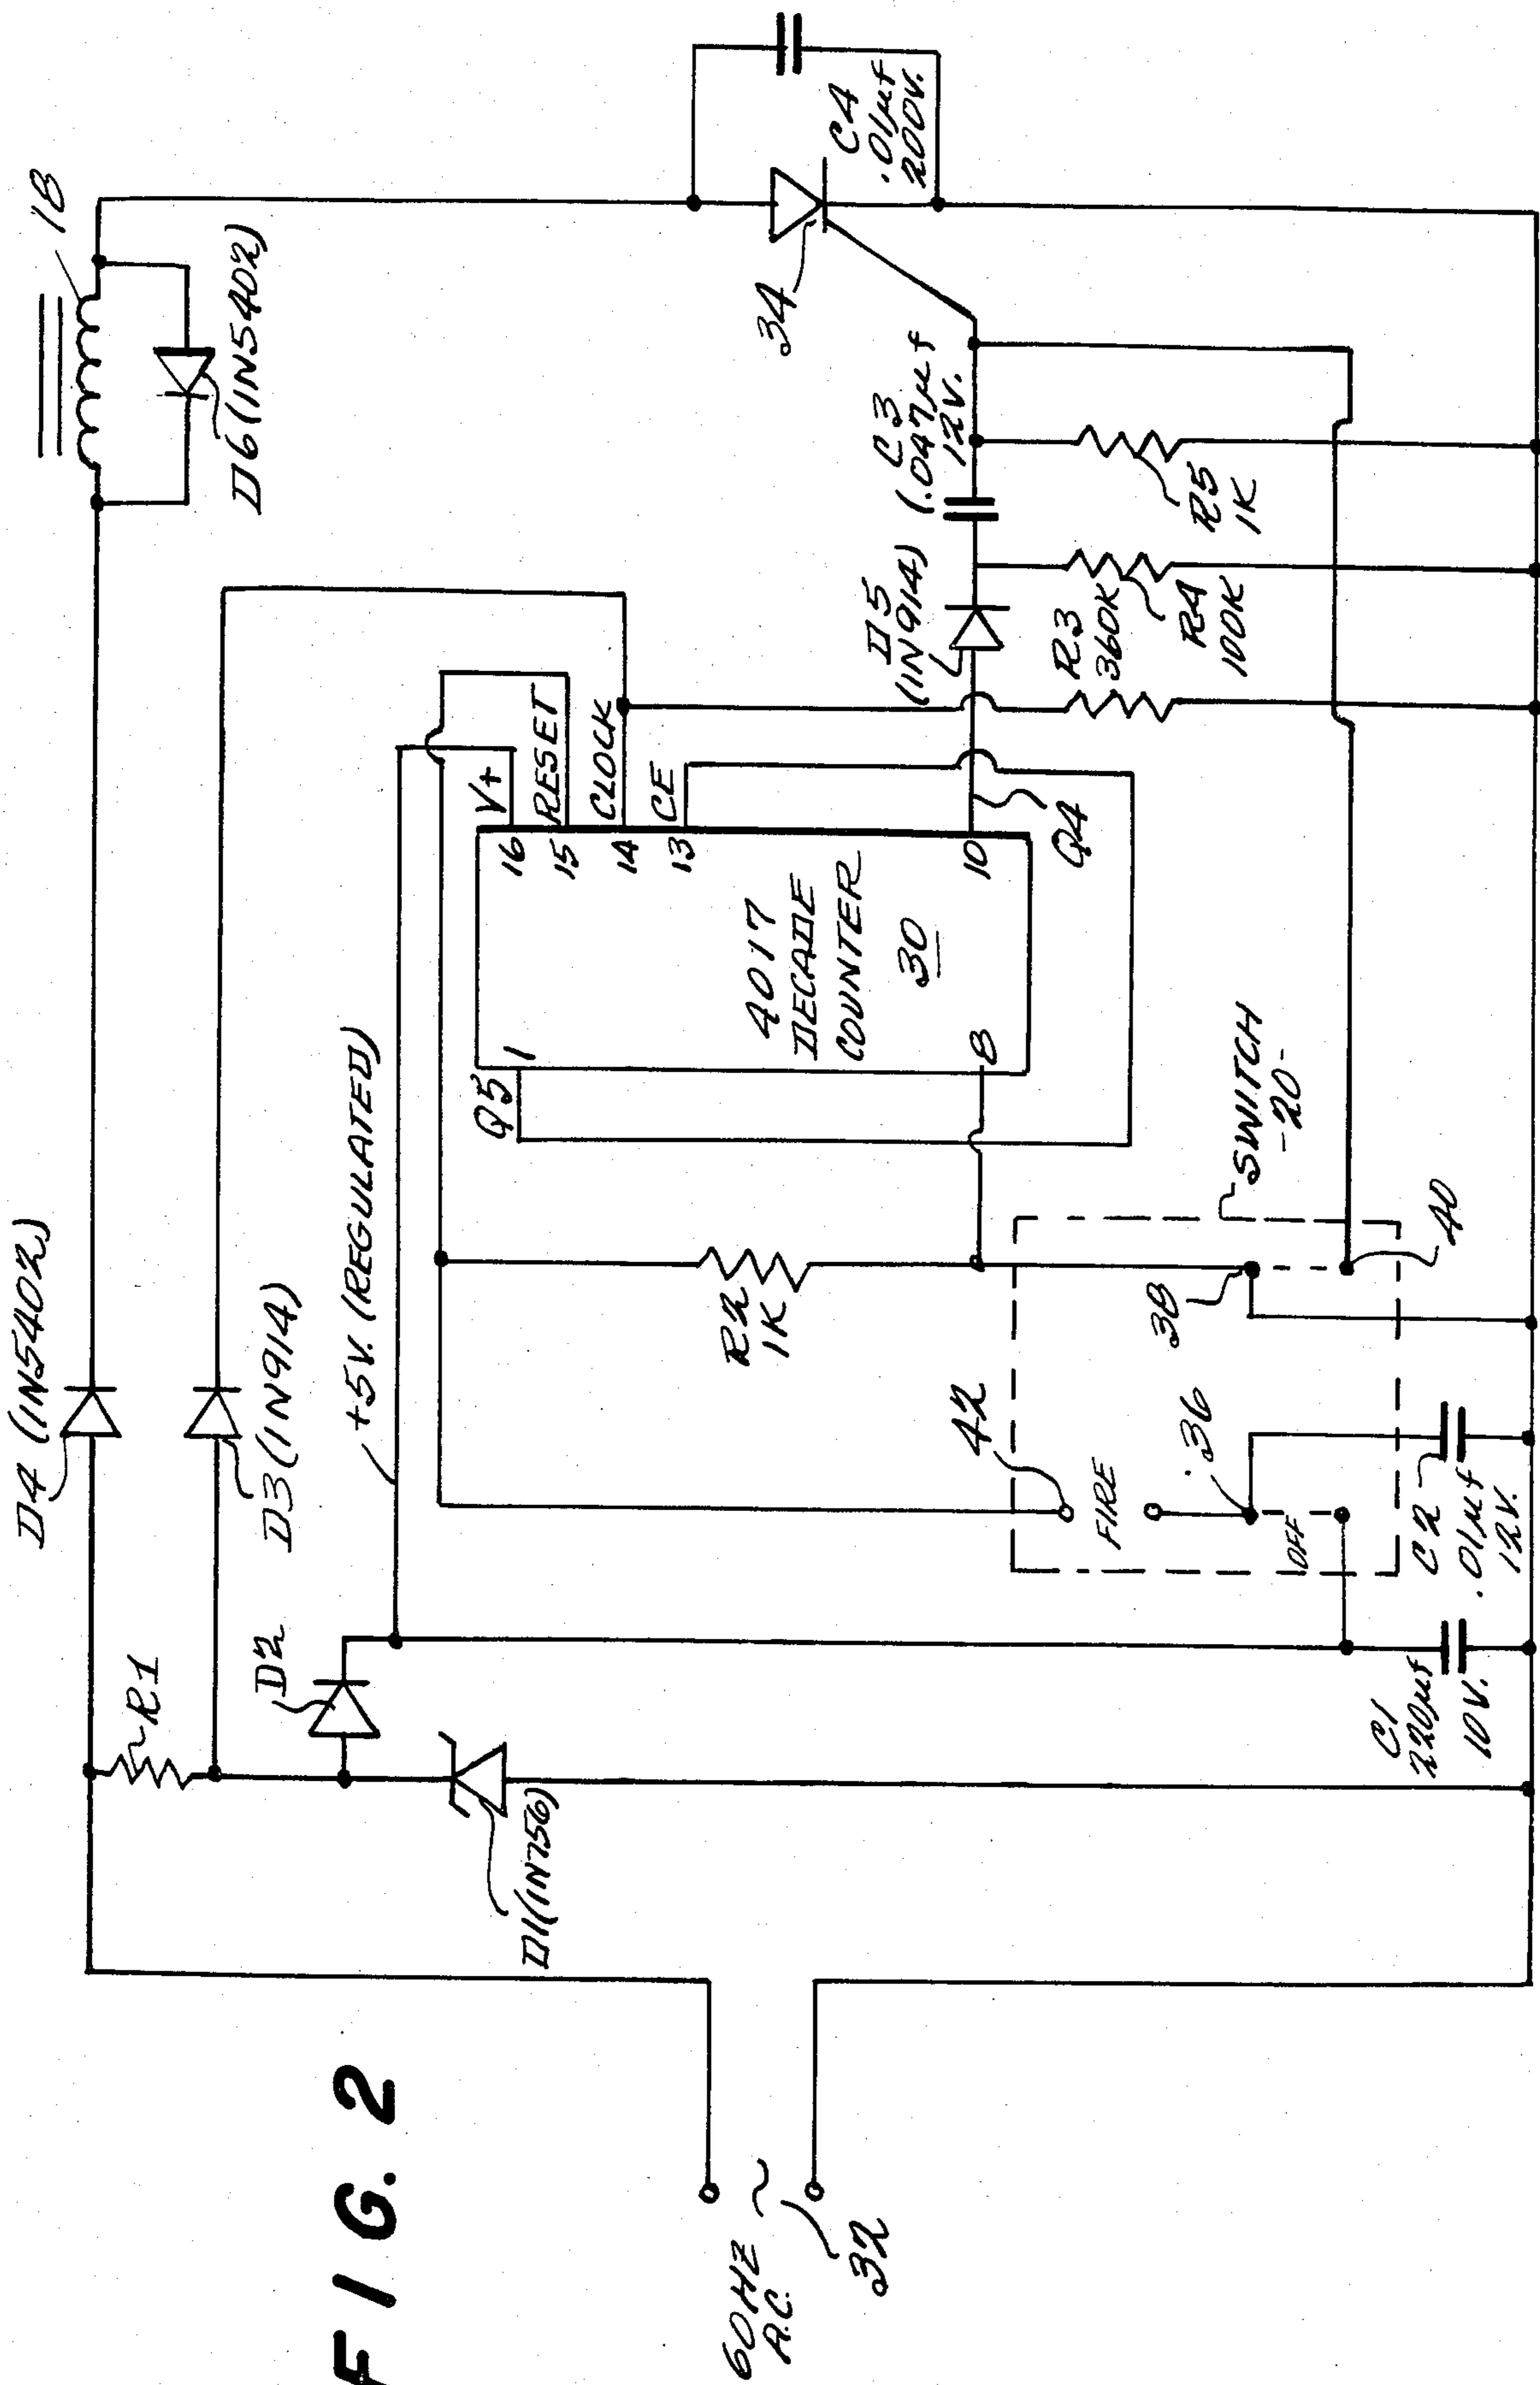 FIG. 2
60HZ
A.C.
~
32
D4 (IN5402)
R1
D3 (IN914)
D2
D1(IN756)
+5V. (REGULATED)
18
D6 (IN5402)
Q5
1
16
V+
15
RESET
14
CLOCK
13
CE
10
Q4
8
4017
DECADE
COUNTER
30
R2
1K
42
FIRE
36
OFF
38
40
SWITCH
-20-
C1
220µf
10V.
C2
.01µf
12V.
D5
(IN914)
C3
(.047µf
12V.
R3
360K
R4
100K
R5
1K
34
C4
.01µf
200V.